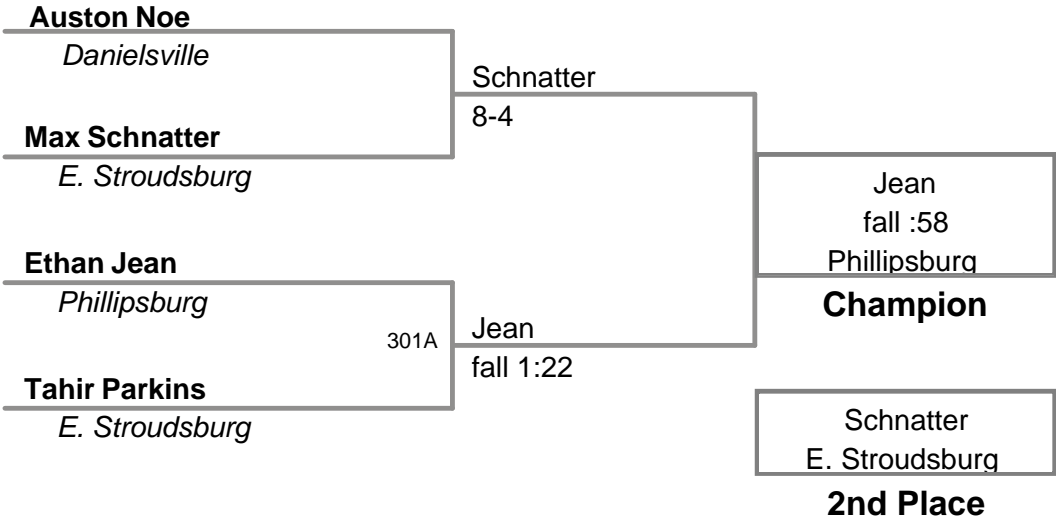 Auston Noe
Danielsville
Schnatter
8-4
Max Schnatter
E. Stroudsburg
Jean
fall :58
Phillipsburg
Champion
Ethan Jean
Phillipsburg
301A
Jean
fall 1:22
Tahir Parkins
E. Stroudsburg
Schnatter
E. Stroudsburg
2nd Place